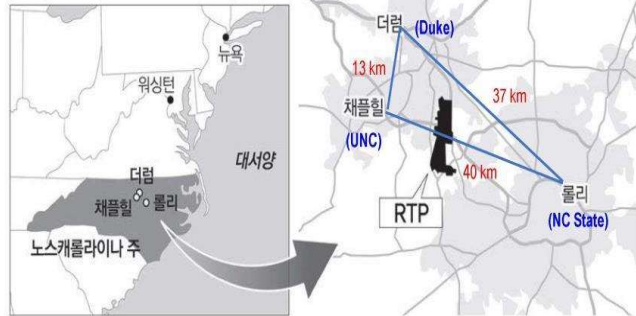 뉴욕
워싱턴
대서양
더럼
채플힐
롤리
노스캐롤라이나 주
더럼
(Duke)
13 km
37 km
채플힐
(UNC)
40 km
롤리
(NC State)
RTP